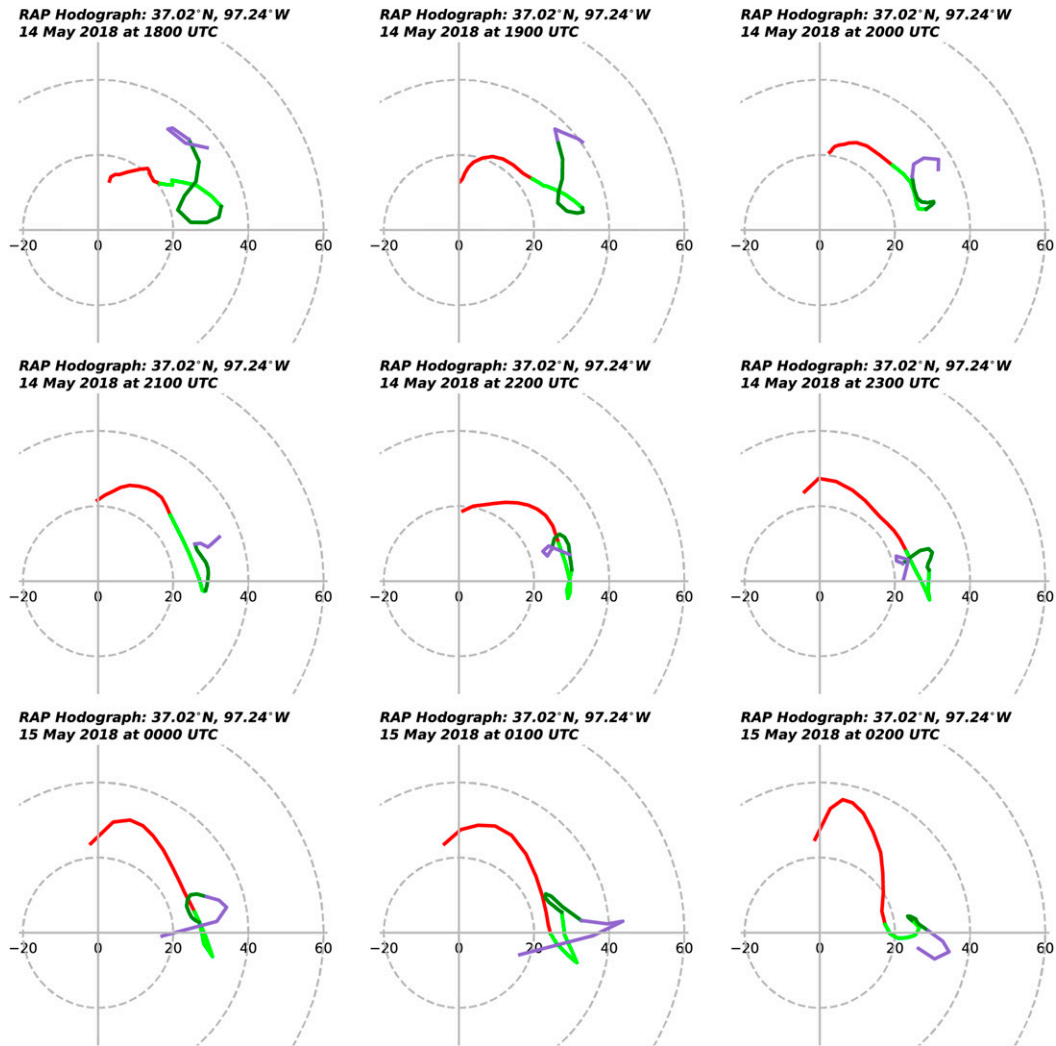 RAP Hodograph: 37.02°N, 97.24°W
14 May 2018 at 1800 UTC
−20 0 20 40 60
RAP Hodograph: 37.02°N, 97.24°W
14 May 2018 at 1900 UTC
−20 0 20 40 60
RAP Hodograph: 37.02°N, 97.24°W
14 May 2018 at 2000 UTC
−20 0 20 40 60
RAP Hodograph: 37.02°N, 97.24°W
14 May 2018 at 2100 UTC
−20 0 20 40 60
RAP Hodograph: 37.02°N, 97.24°W
14 May 2018 at 2200 UTC
−20 0 20 40 60
RAP Hodograph: 37.02°N, 97.24°W
14 May 2018 at 2300 UTC
−20 0 20 40 60
RAP Hodograph: 37.02°N, 97.24°W
15 May 2018 at 0000 UTC
−20 0 20 40 60
RAP Hodograph: 37.02°N, 97.24°W
15 May 2018 at 0100 UTC
−20 0 20 40 60
RAP Hodograph: 37.02°N, 97.24°W
15 May 2018 at 0200 UTC
−20 0 20 40 60